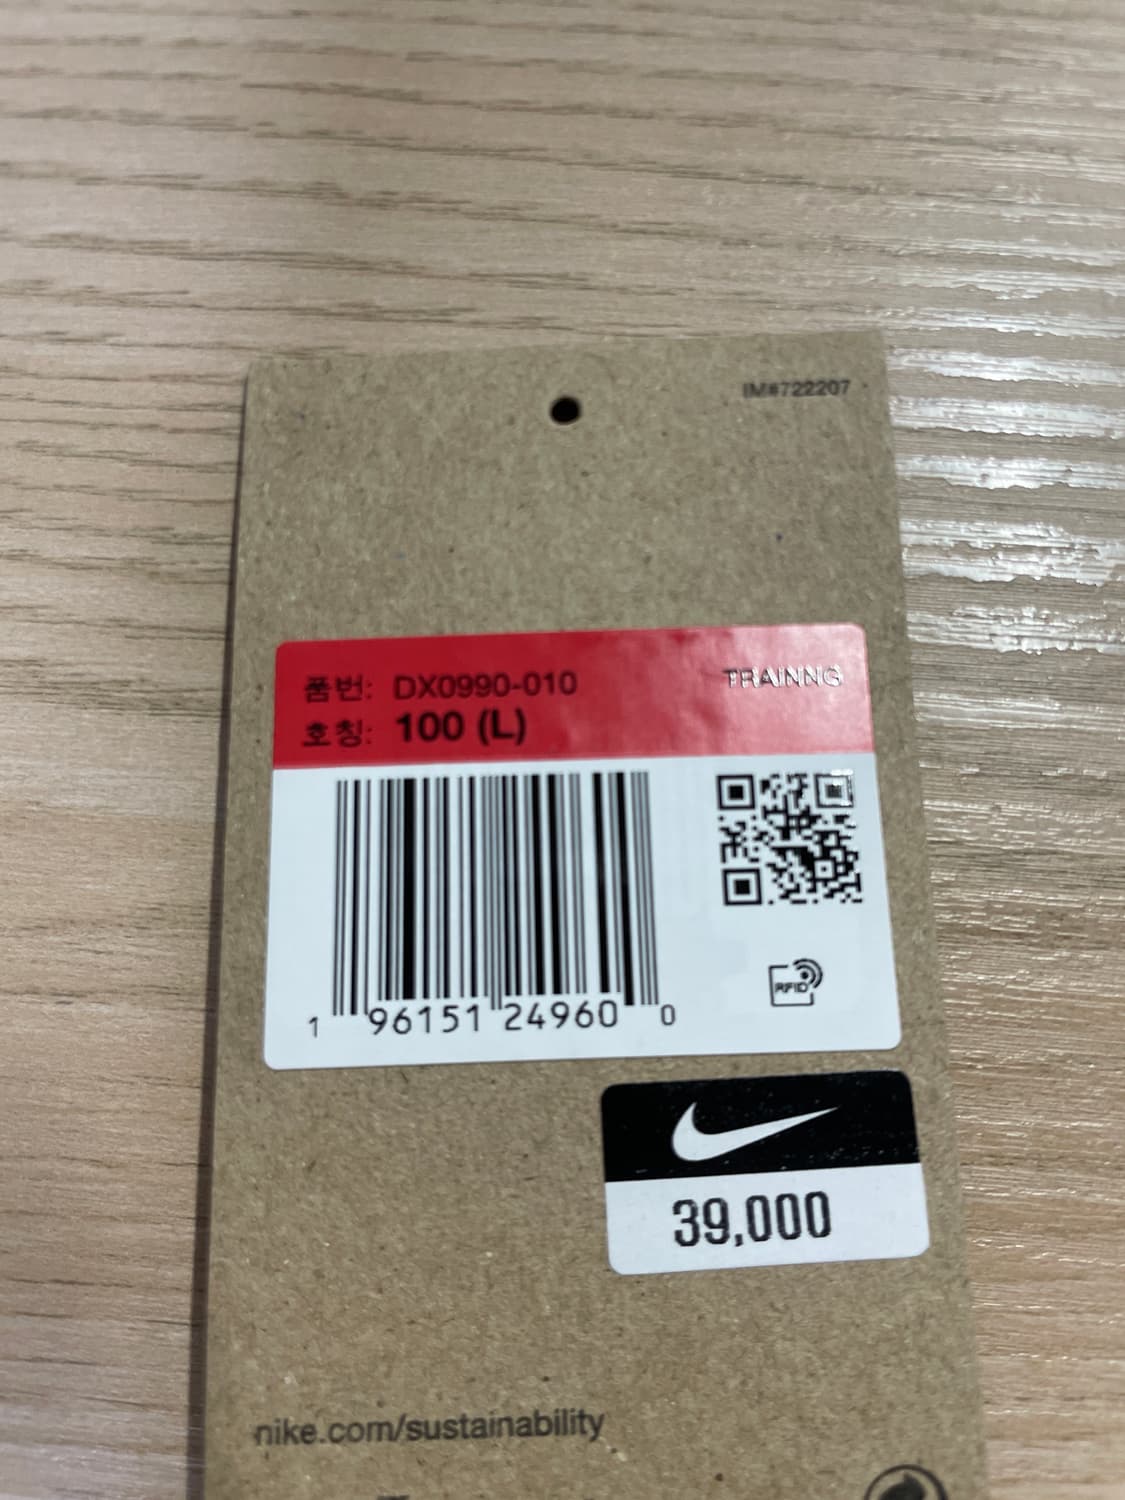 IM#722207
품번: DX0990-010
TRAINNG
호칭: 100 (L)
1 96151 24960 0
RFID
39,000
nike.com/sustainability